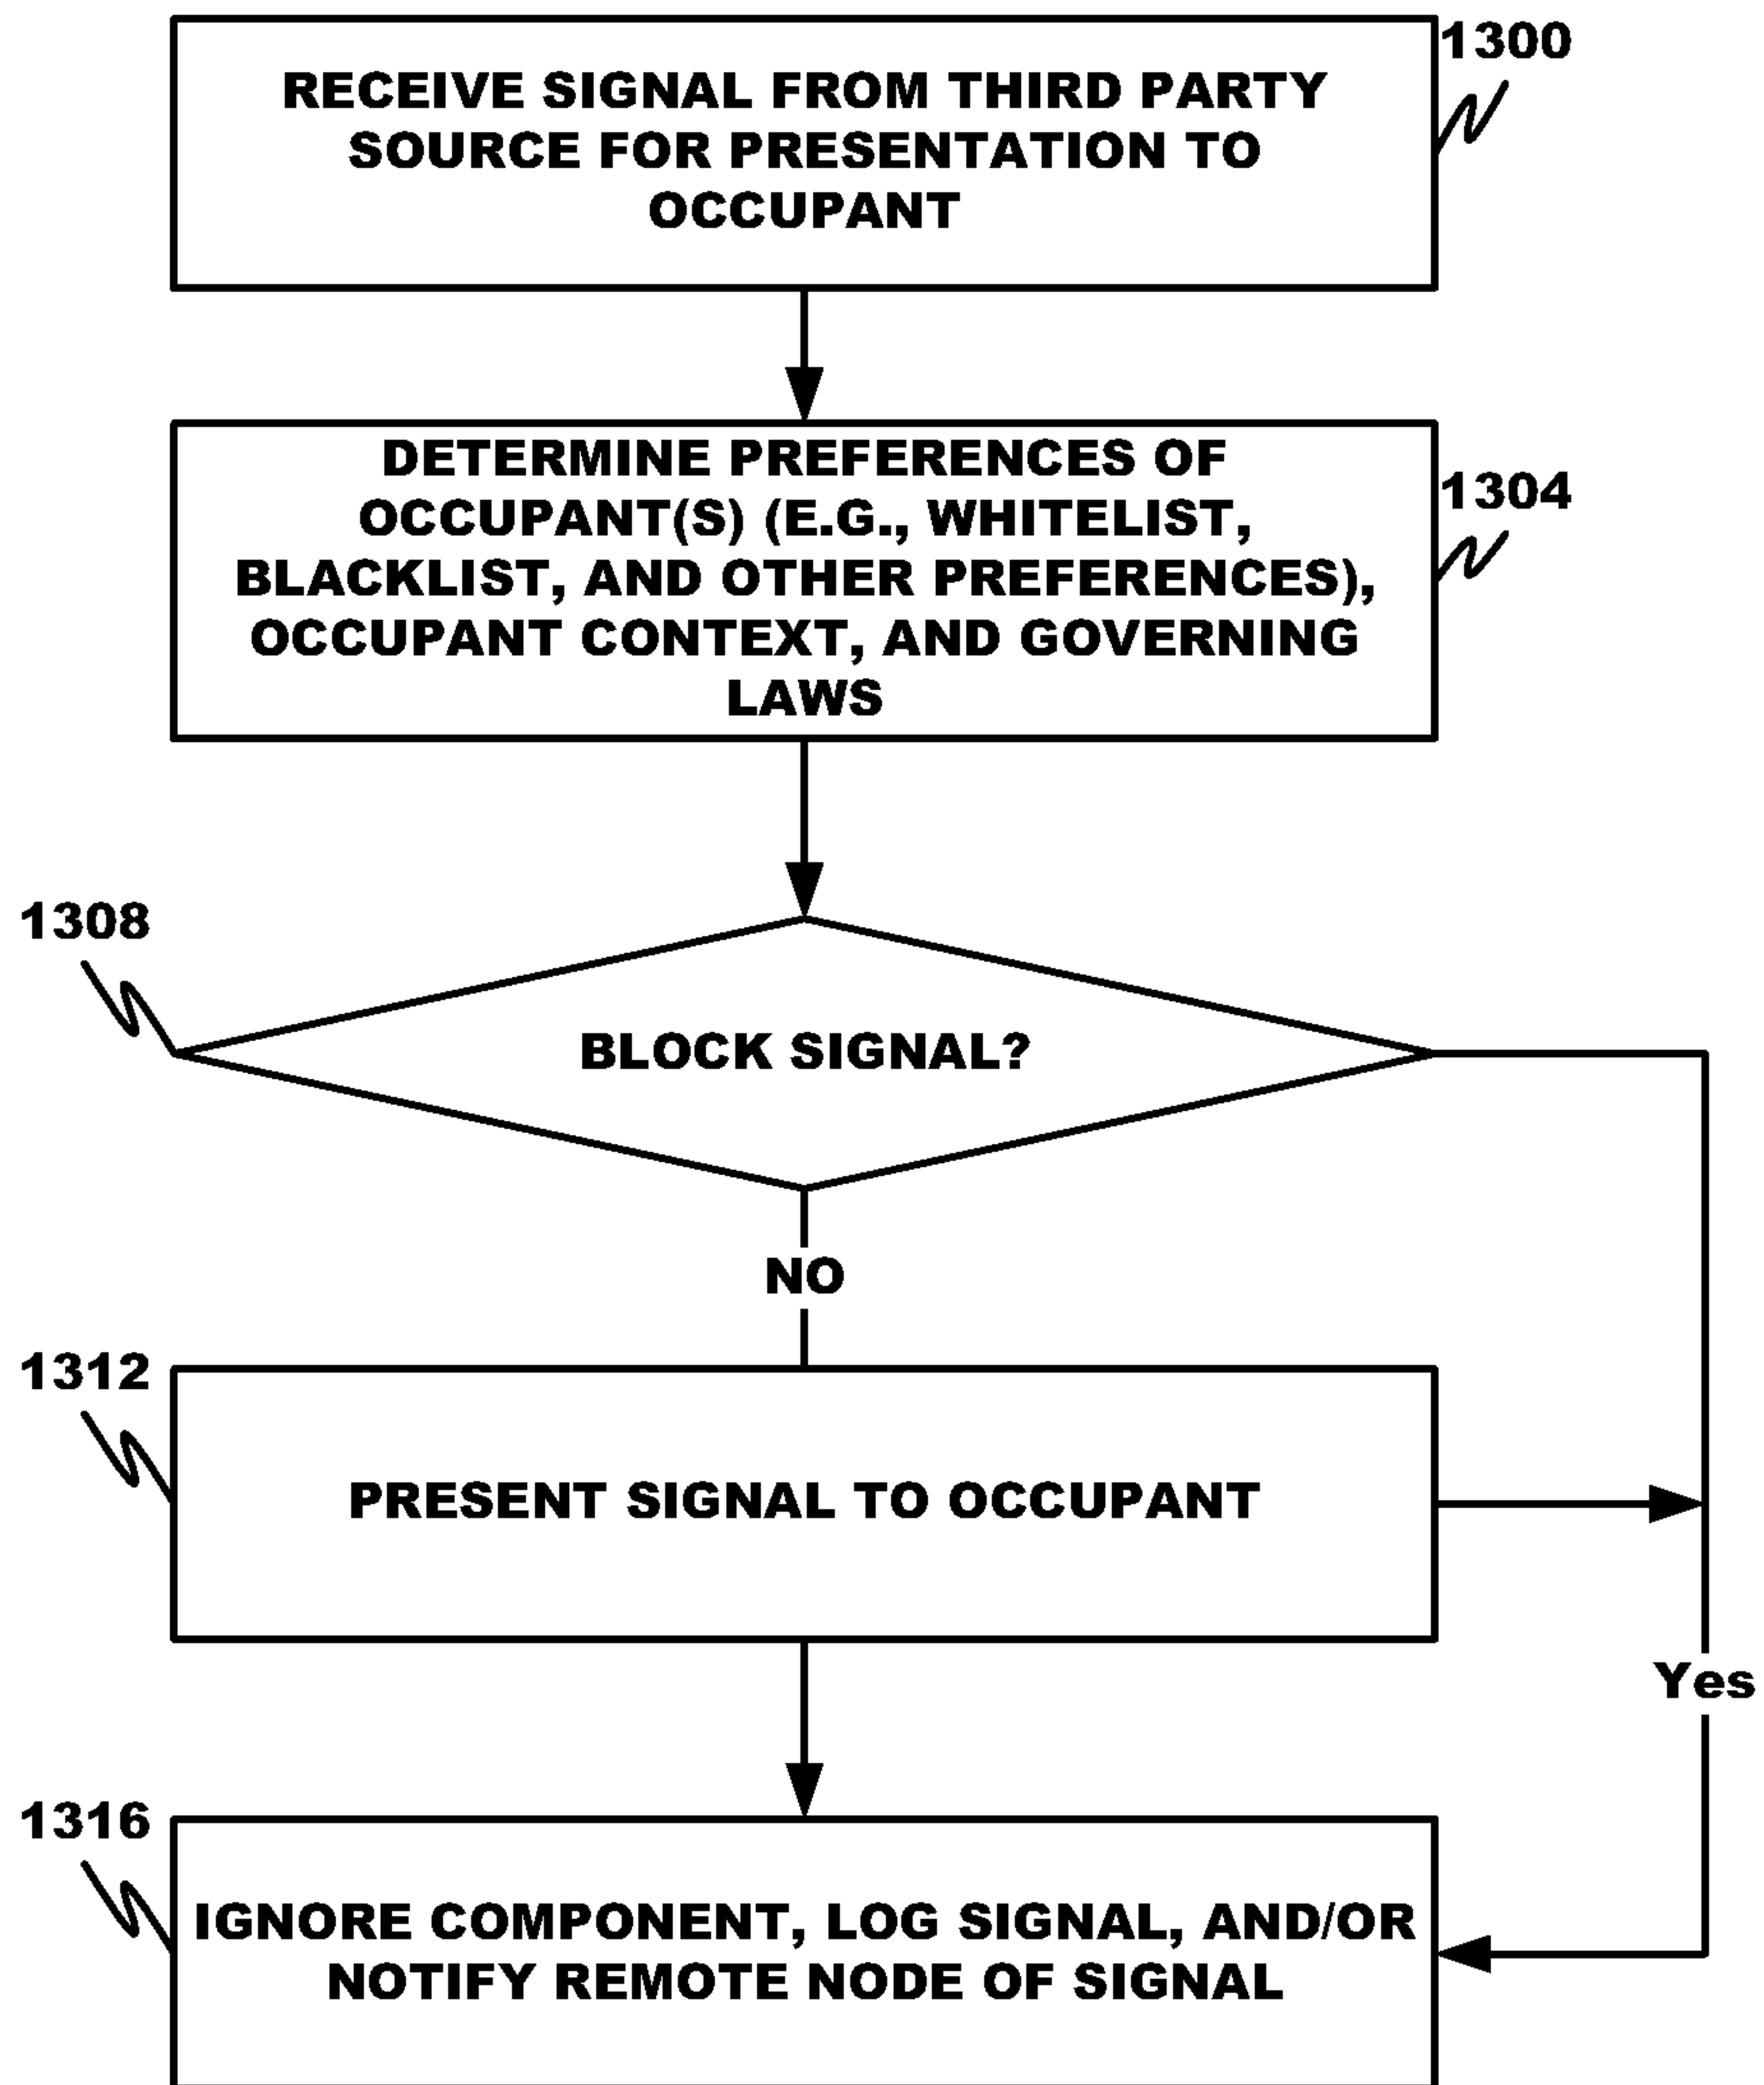 1300
RECEIVE SIGNAL FROM THIRD PARTY
SOURCE FOR PRESENTATION TO
OCCUPANT
1304
DETERMINE PREFERENCES OF
OCCUPANT(S) (E.G., WHITELIST,
BLACKLIST, AND OTHER PREFERENCES),
OCCUPANT CONTEXT, AND GOVERNING
LAWS
1308
BLOCK SIGNAL?
NO
1312
PRESENT SIGNAL TO OCCUPANT
Yes
1316
IGNORE COMPONENT, LOG SIGNAL, AND/OR
NOTIFY REMOTE NODE OF SIGNAL